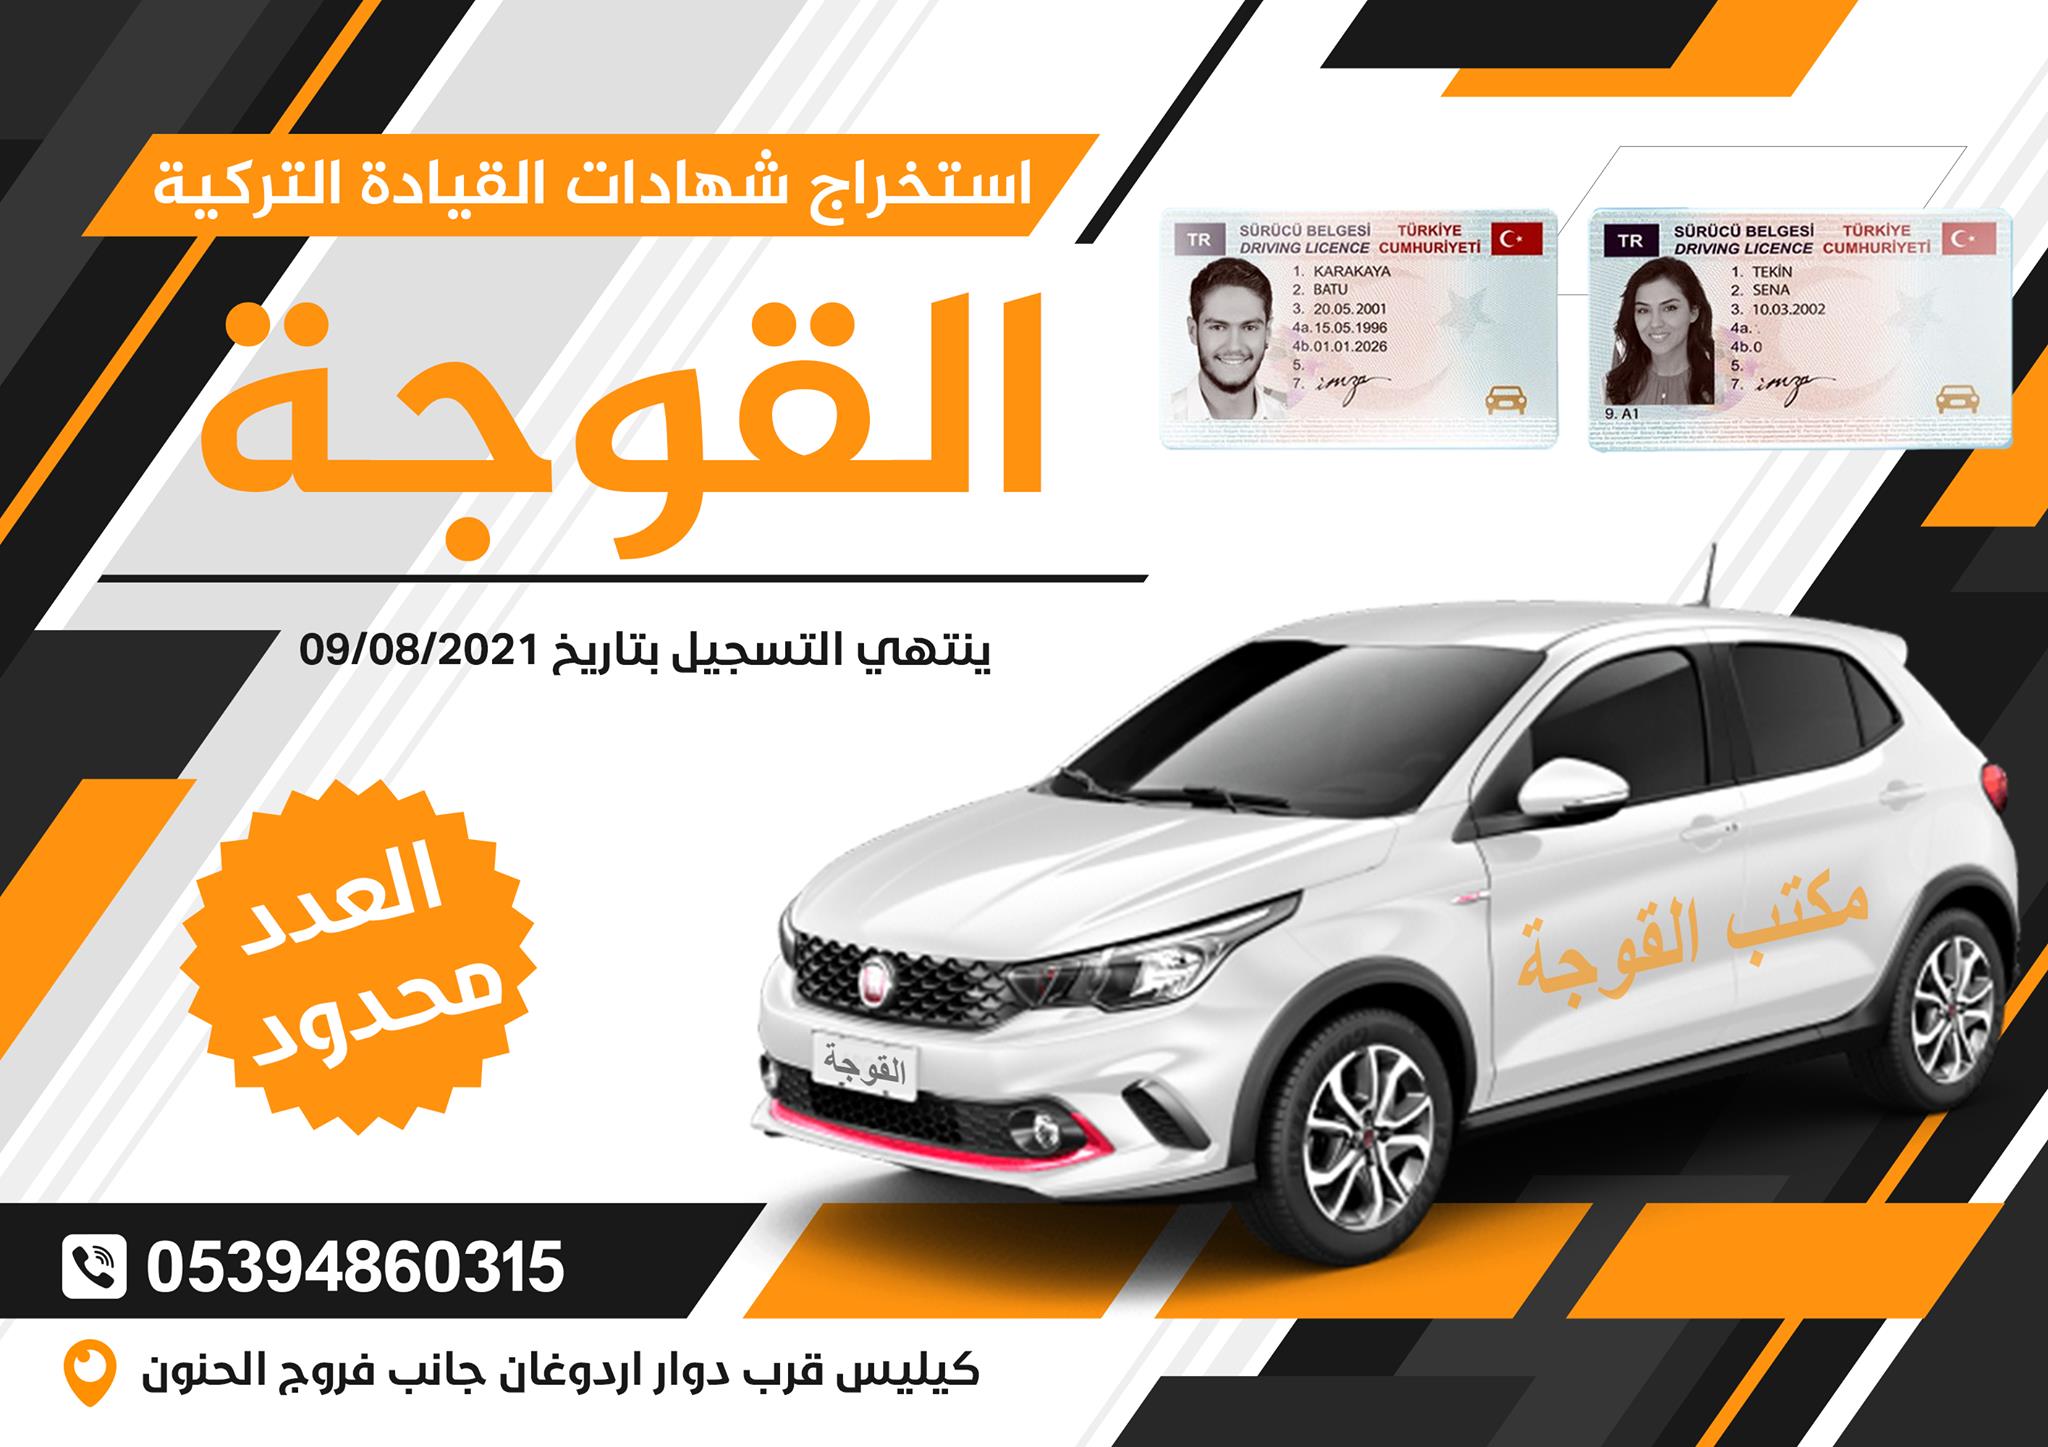 استخراج شهادات القيادة التركية
القوجة
ينتهي التسجيل بتاريخ 09/08/2021
TR
SÜRÜCÜ BELGESİ TÜRKİYE
DRIVING LICENCE CUMHURİYETİ
1. KARAKAYA
2. BATU
3. 20.05.2001
4a. 15.05.1996
4b. 01.01.2026
5.
7. imza
TR
SÜRÜCÜ BELGESİ TÜRKİYE
DRIVING LICENCE CUMHURİYETİ
1. TEKİN
2. SENA
3. 10.03.2002
4a.
4b.0
5.
7. imza
9. A1
العدد
محدود
مكتب القوجة
القوجة
05394860315
كيليس قرب دوار اردوغان جانب فروج الحنون